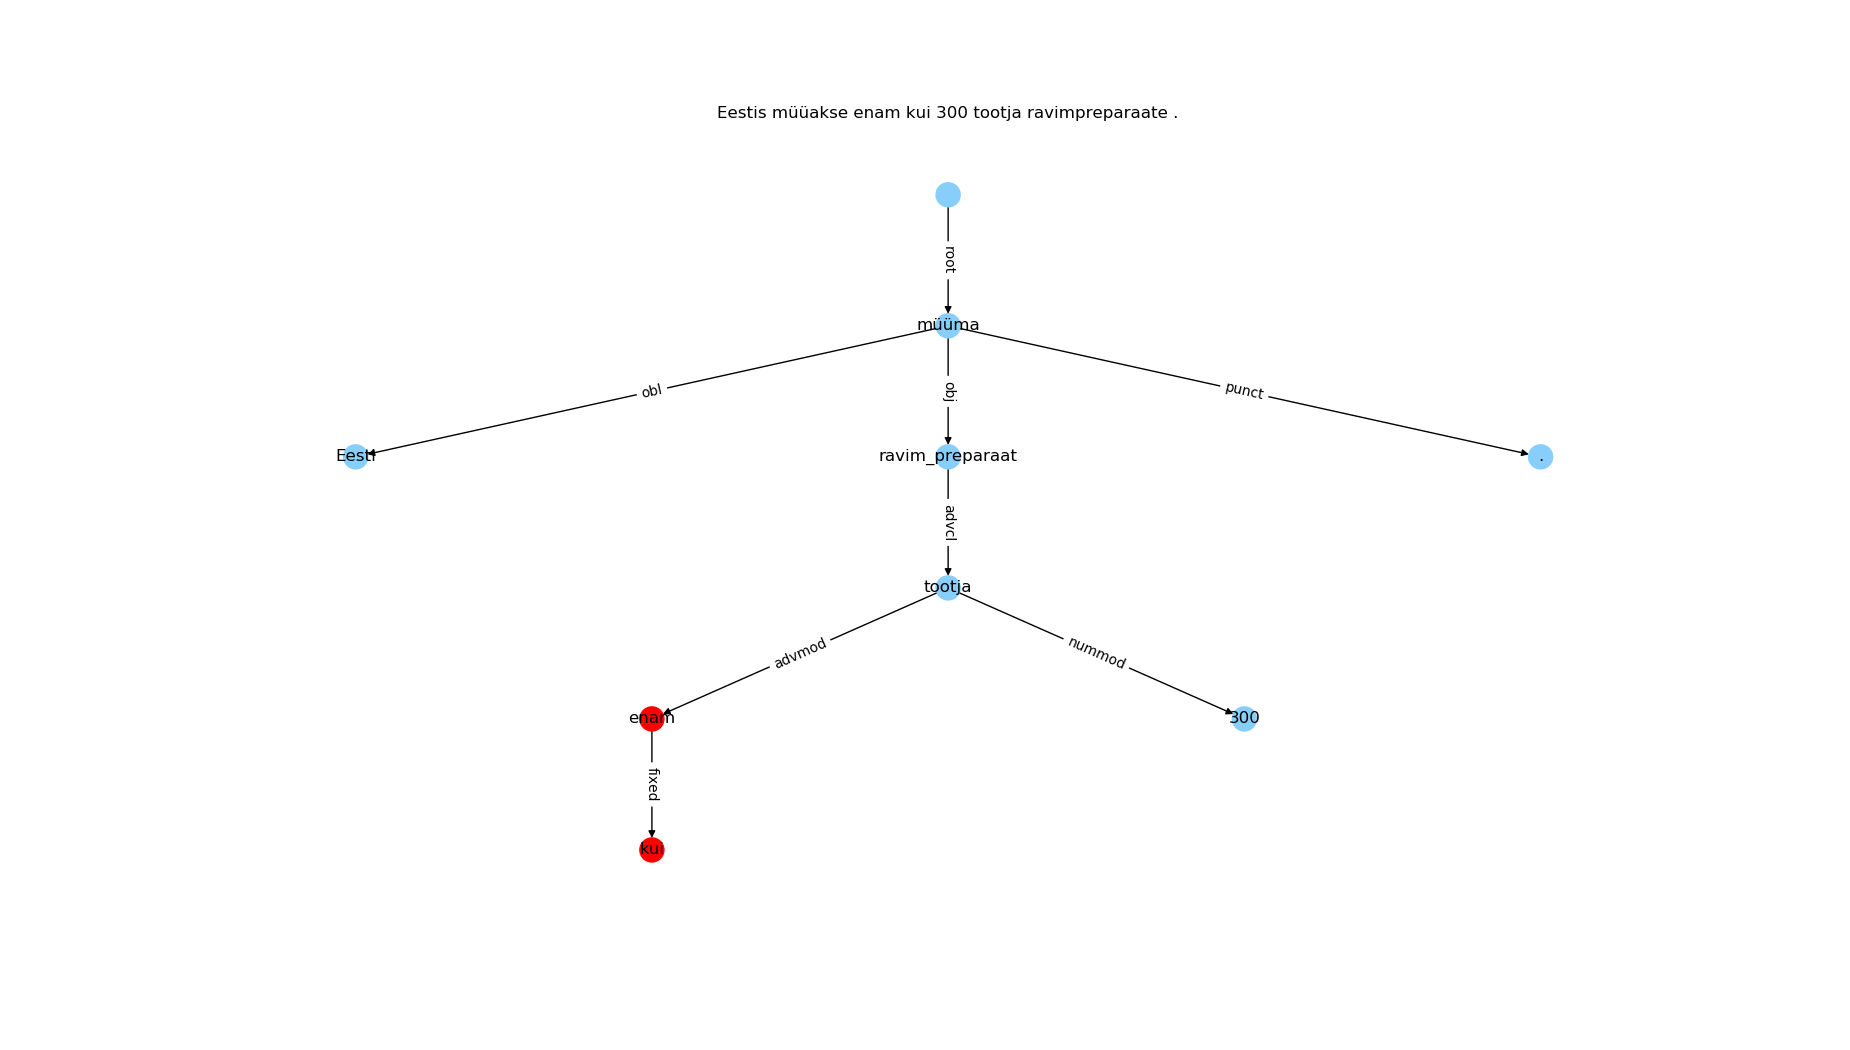 Eestis müüakse enam kui 300 tootja ravimpreparaate .
root
müüma
obl
obj
punct
Eesti
ravim_preparaat
.
advcl
tootja
advmod
nummod
enam
300
fixed
kui